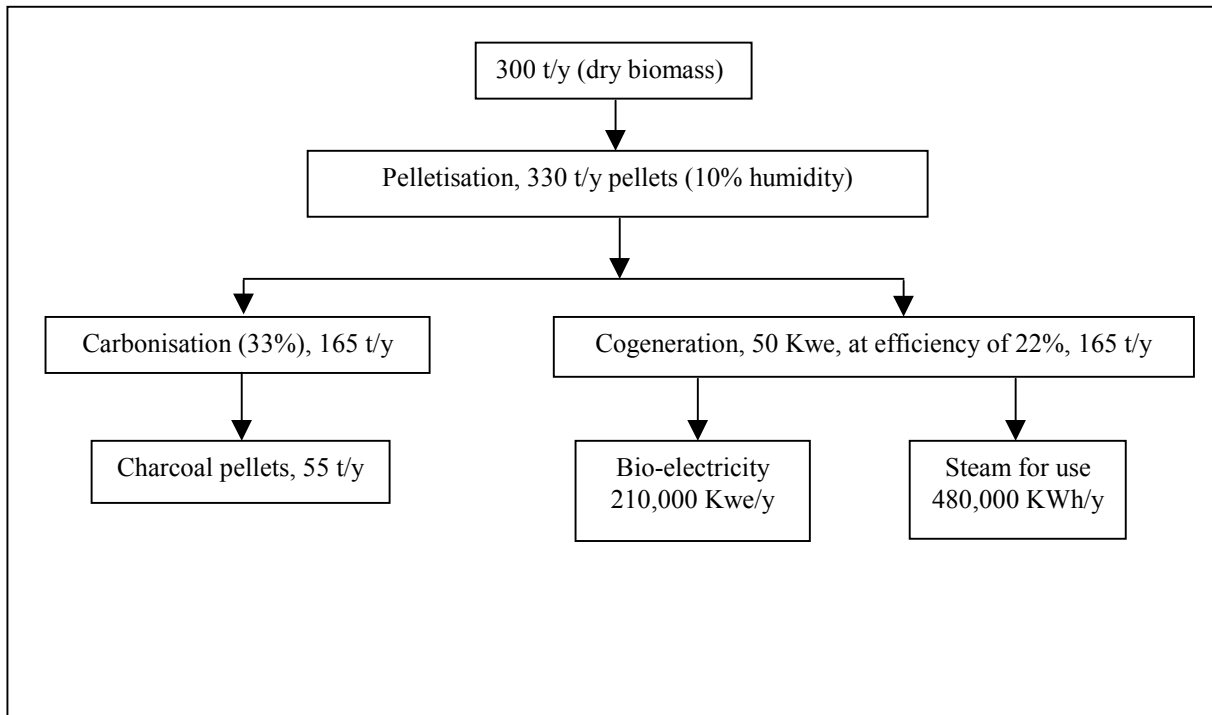 300 t/y (dry biomass)
Pelletisation, 330 t/y pellets (10% humidity)
Carbonisation (33%), 165 t/y
Cogeneration, 50 Kwe, at efficiency of 22%, 165 t/y
Charcoal pellets, 55 t/y
Bio-electricity
210,000 Kwe/y
Steam for use
480,000 KWh/y